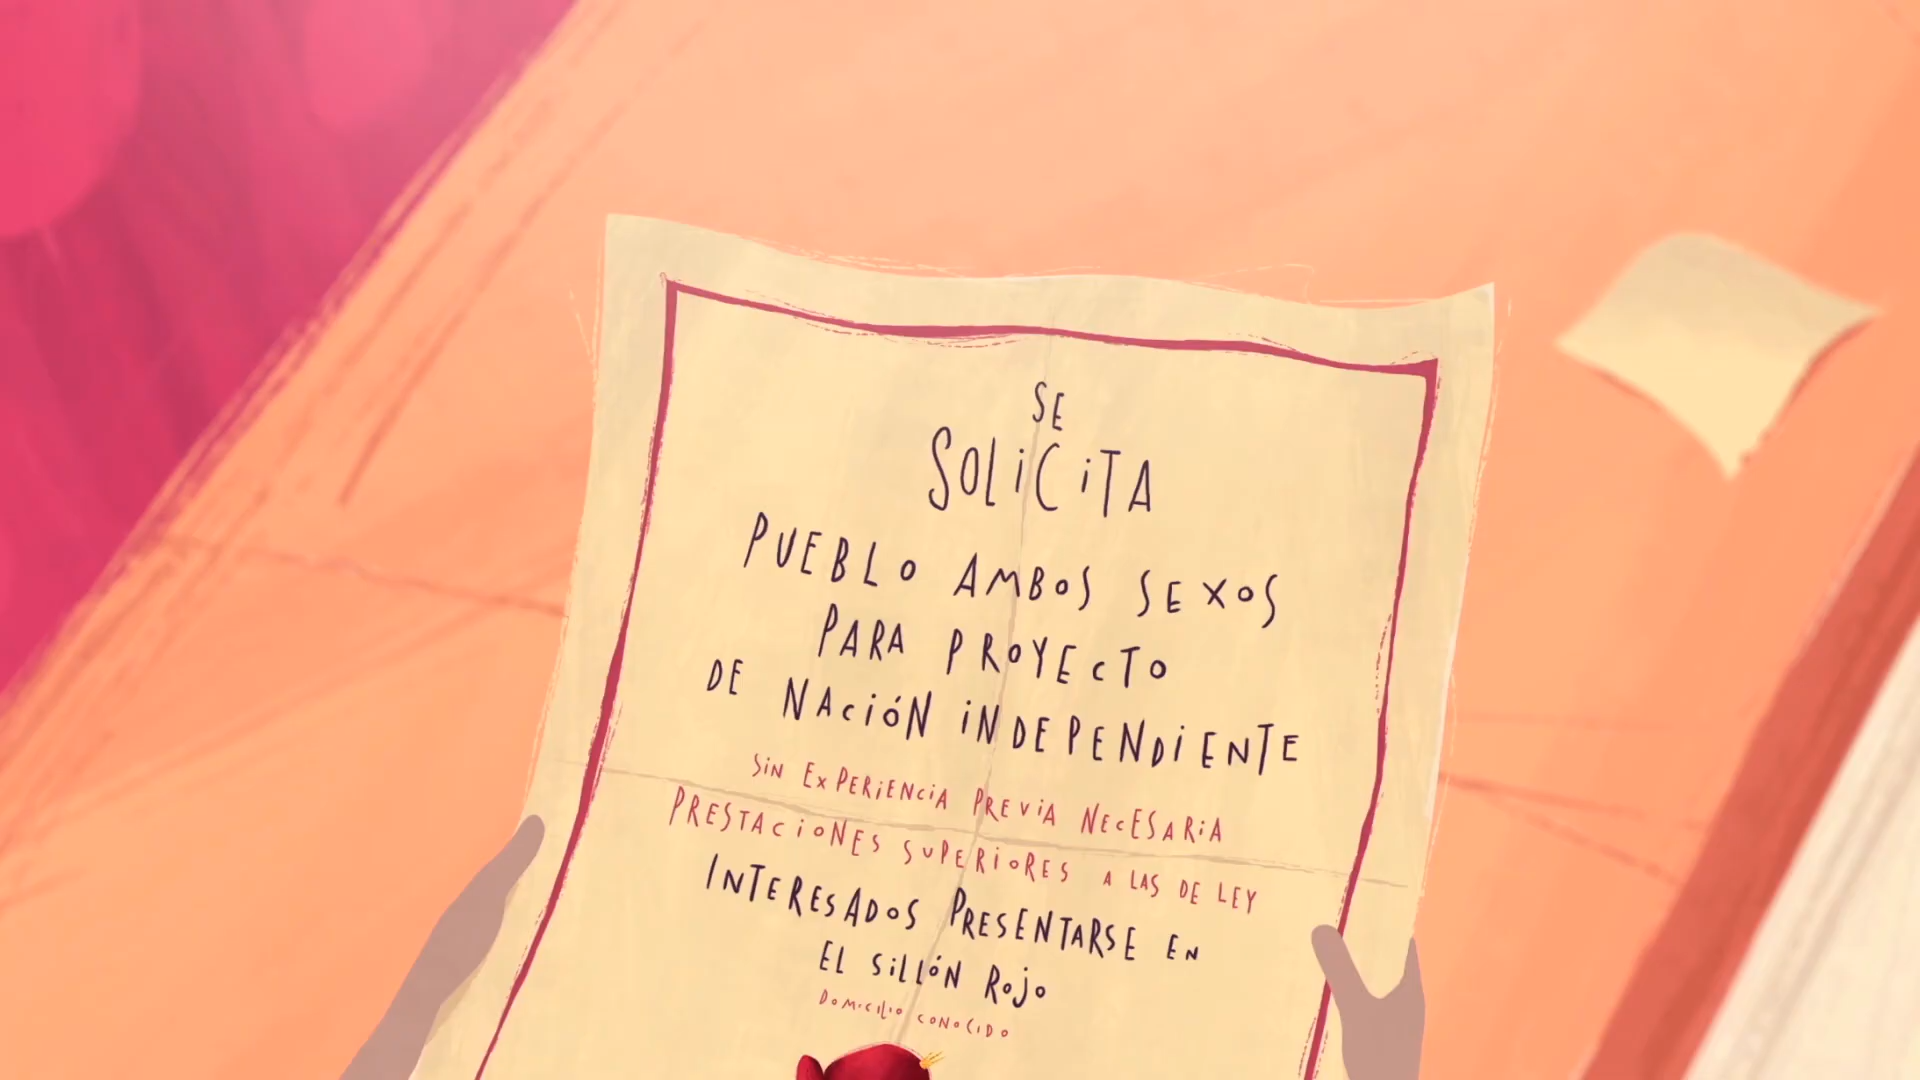 SE
SOLICITA
PUEBLO AMBOS SEXOS
PARA PROYECTO
DE NACIÓN INDEPENDIENTE
SIN EXPERIENCIA PREVIA NECESARIA
PRESTACIONES SUPERIORES A LAS DE LEY
INTERESADOS PRESENTARSE EN
EL SILLÓN ROJO
DOMICILIO CONOCIDO